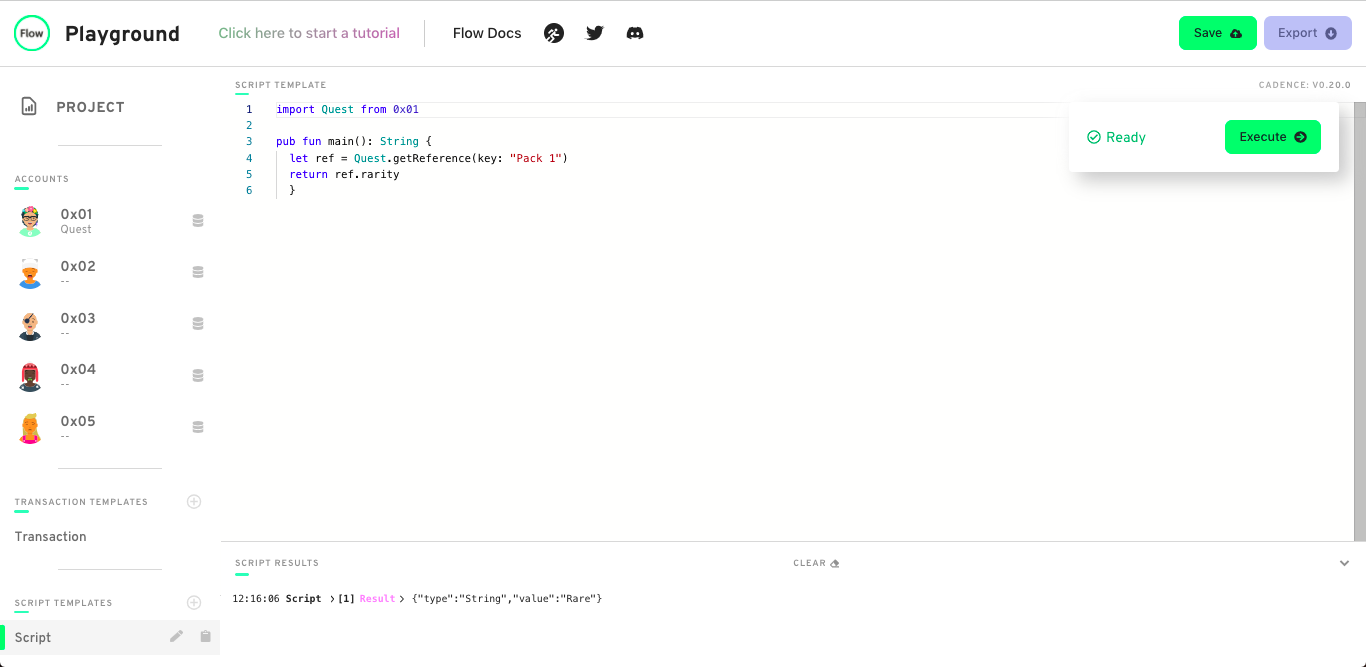 Flow Playground Click here to start a tutorial Flow Docs Save Export
PROJECT
ACCOUNTS
0x01
Quest
0x02
--
0x03
--
0x04
--
0x05
--
TRANSACTION TEMPLATES
Transaction
SCRIPT TEMPLATES
Script
SCRIPT TEMPLATE CADENCE: V0.20.0
1 import Quest from 0x01
2
3 pub fun main(): String {
4 let ref = Quest.getReference(key: "Pack 1")
5 return ref.rarity
6 }
Ready Execute
SCRIPT RESULTS CLEAR
12:16:06 Script > [1] Result > {"type":"String","value":"Rare"}